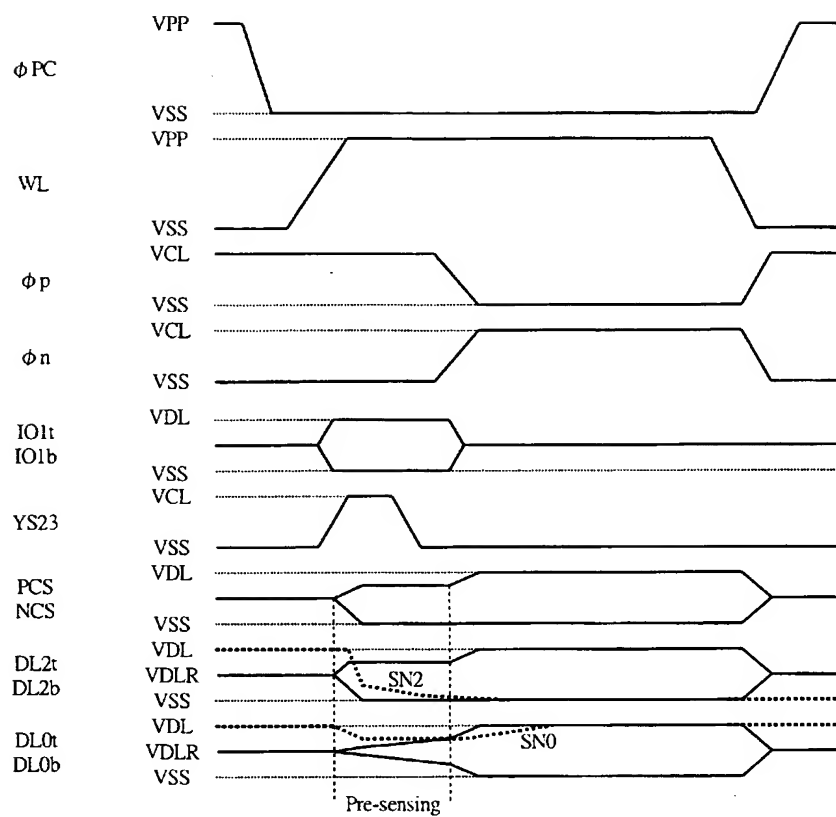 VPP
ϕPC
VSS
VPP
WL
VSS
VCL
ϕp
VSS
VCL
ϕn
VSS
VDL
IO1t
IO1b
VSS
VCL
YS23
VSS
VDL
PCS
NCS
VSS
VDL
DL2t
VDLR
DL2b
SN2
VSS
VDL
DL0t
VDLR
DL0b
SN0
VSS
Pre-sensing